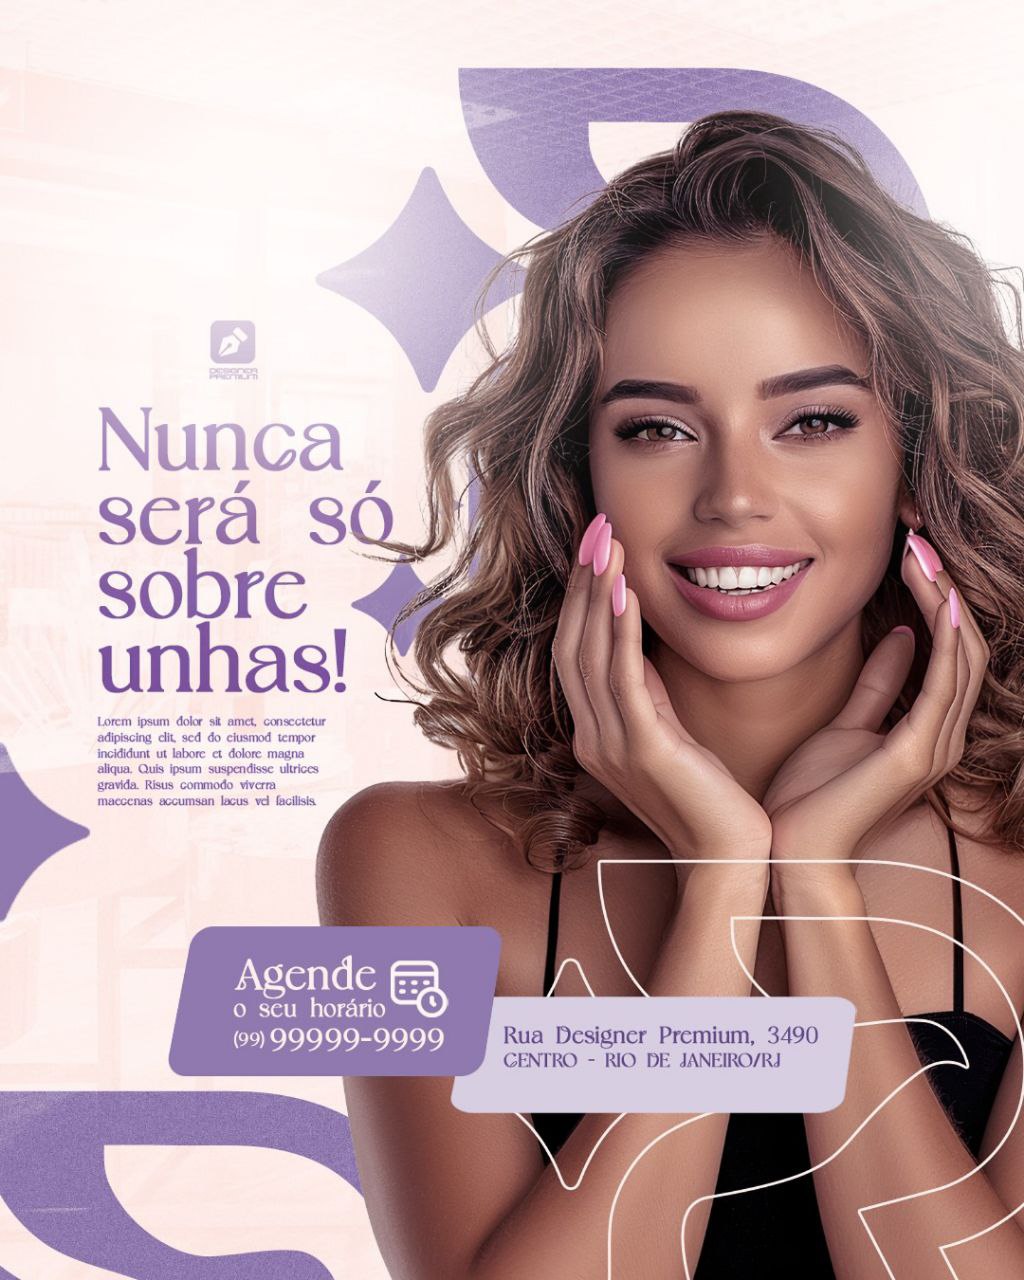 DESIGNER
PREMIUM
Nunca
será só
sobre
unhas!
Lorem ipsum dolor sit amet, consectetur
adipiscing elit, sed do eiusmod tempor
incididunt ut labore et dolore magna
aliqua. Quis ipsum suspendisse ultrices
gravida. Risus commodo viverra
maecenas accumsan lacus vel facilisis.
Agende
o seu horário
(99) 99999-9999
Rua Designer Premium, 3490
CENTRO - RIO DE JANEIRO/RJ